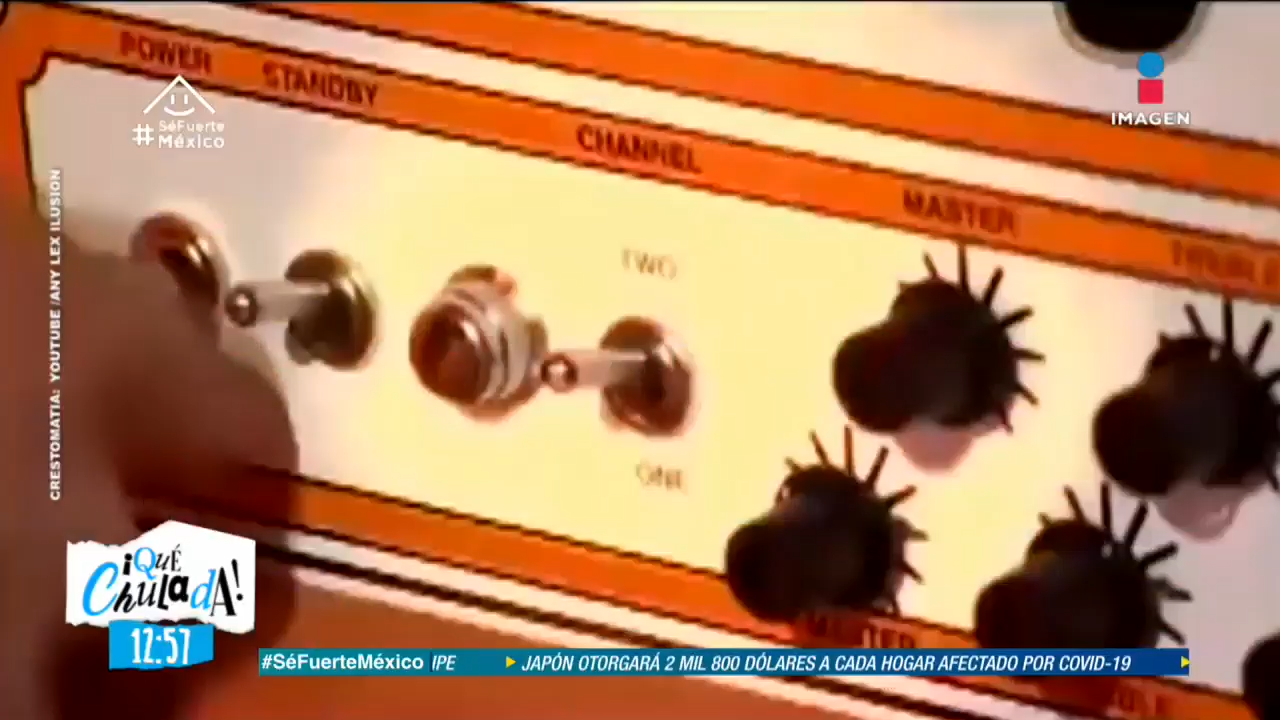 POWER
STANDBY
CHANNEL
MASTER
TWO
ONE
#SéFuerte
México
IMAGEN
CRESTOMATIA: YOUTUBE /ANY LEX ILUSION
¡QUÉ
CHULADA!
12:57
#SéFuerteMéxico IPE JAPÓN OTORGARÁ 2 MIL 800 DÓLARES A CADA HOGAR AFECTADO POR COVID-19